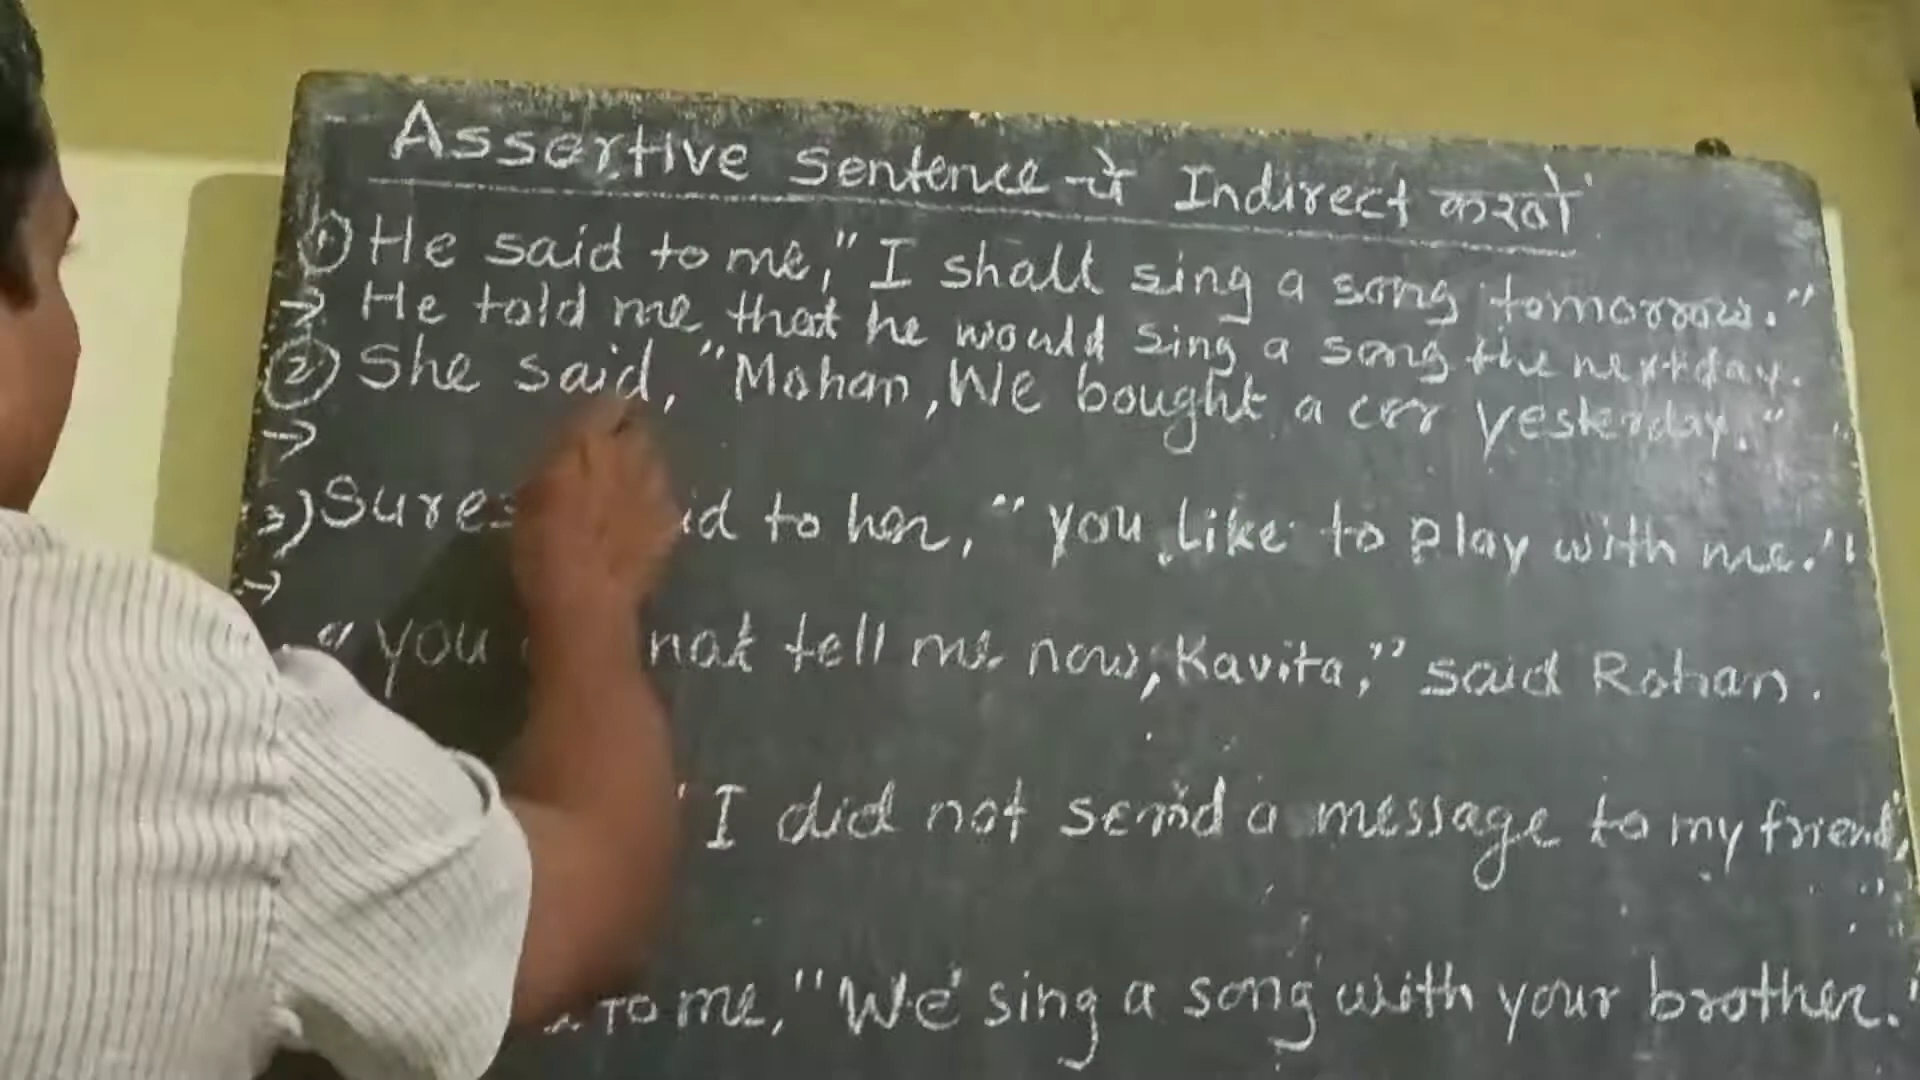 Assertive Sentence से Indirect करो
① He said to me, "I shall sing a song tomorrow."
→ He told me that he would sing a song the next day.
② She said, "Mohan, We bought a car yesterday."
→
3) said to her, "you like to play with me."
→
"you not tell me now, Kavita," said Rohan.
"I did not send a message to my friend,
to me, "We sing a song with your brother."